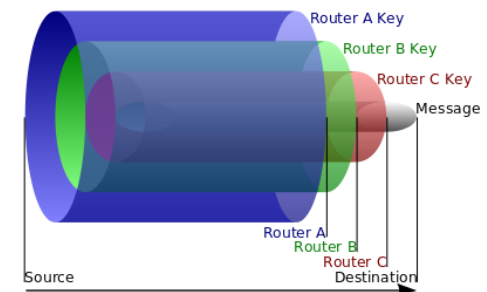 Router A Key
Router B Key
Router C Key
Message
Router A
Router B
Router C
Source
Destination